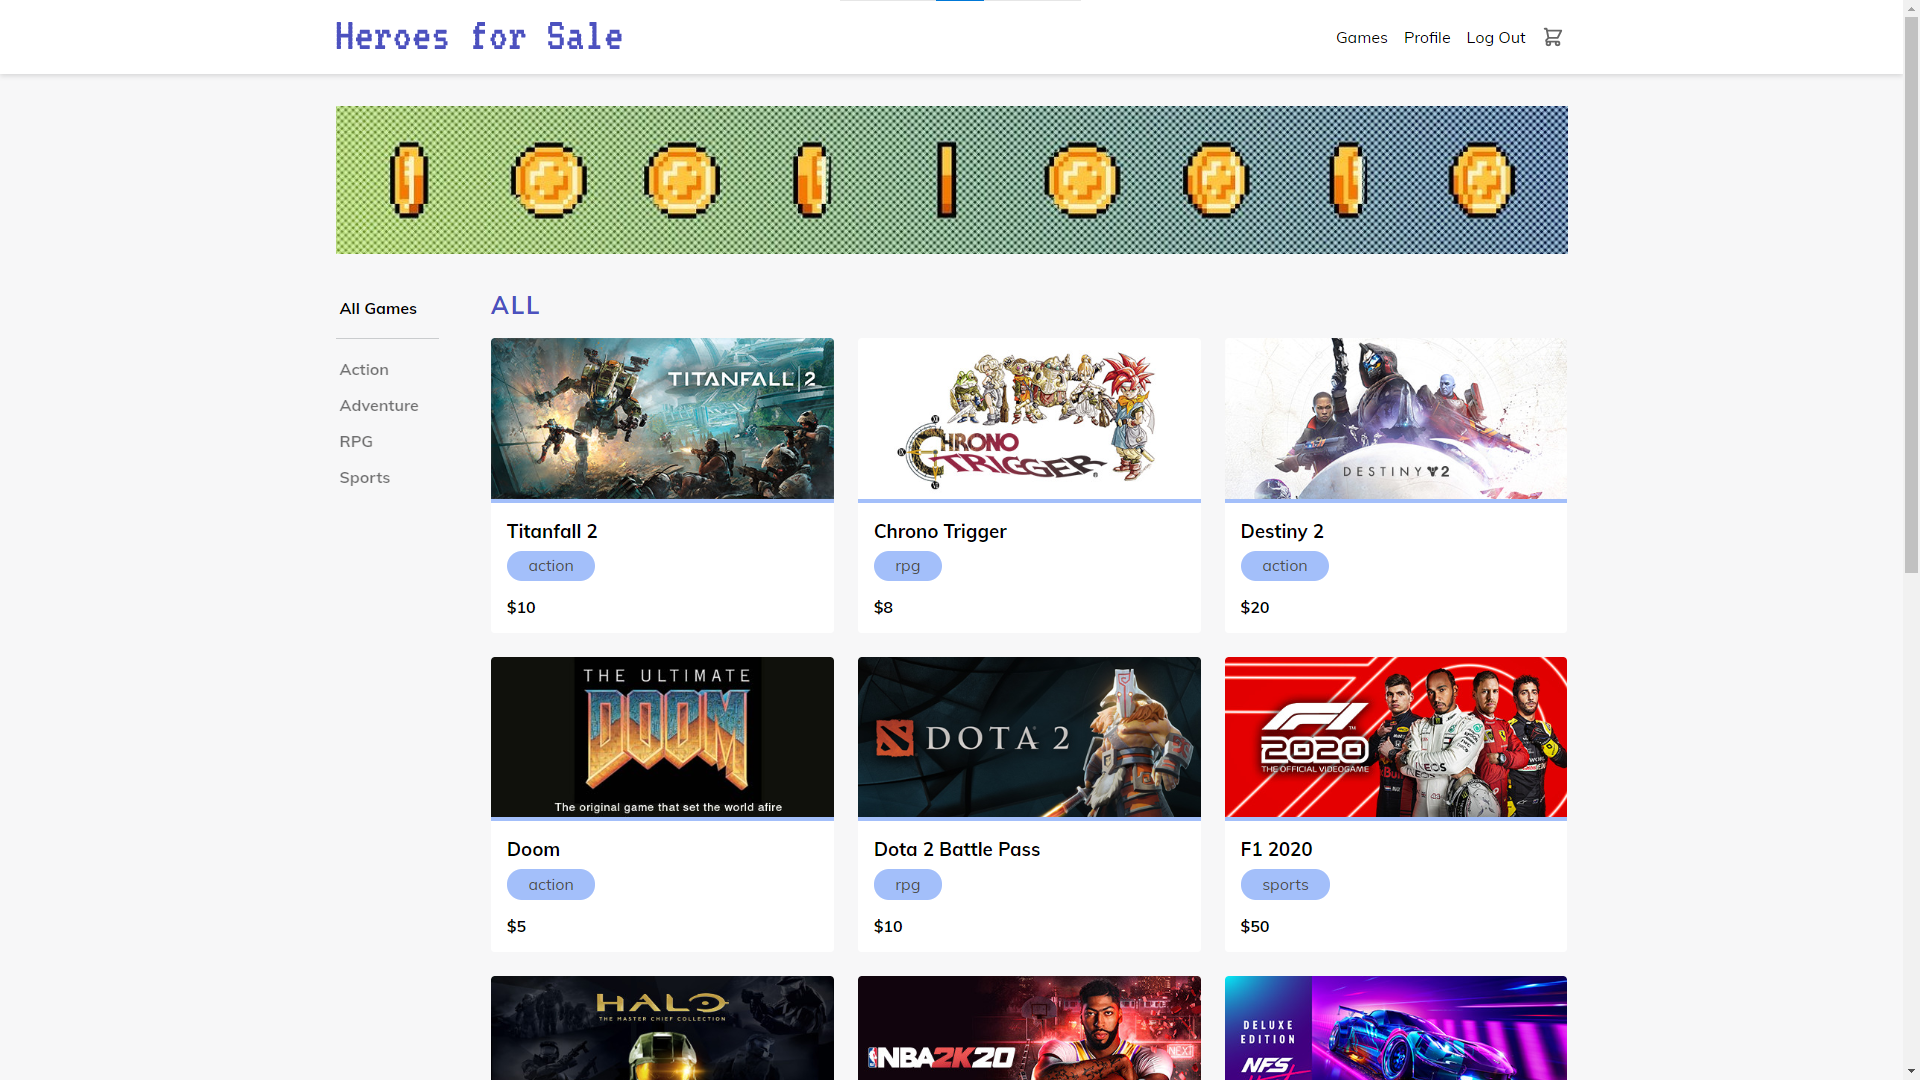 Heroes for Sale
Games Profile Log Out
All Games
Action
Adventure
RPG
Sports
ALL
TITANFALL|2
Titanfall 2
action
$10
CHRONO
TRIGGER
Chrono Trigger
rpg
$8
DESTINY 2
Destiny 2
action
$20
THE ULTIMATE
DOOM
The original game that set the world afire
Doom
action
$5
DOTA 2
Dota 2 Battle Pass
rpg
$10
F1
2020
THE OFFICIAL VIDEOGAME
F1 2020
sports
$50
HALO
THE MASTER CHIEF COLLECTION
NBA2K20
DELUXE
EDITION
NFS